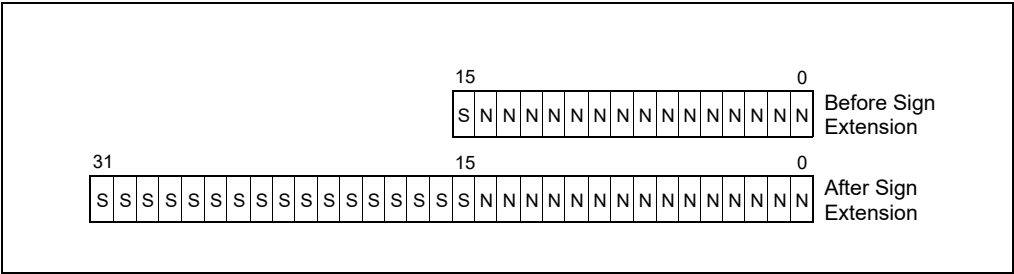 15 0
S N N N N N N N N N N N N N N N Before Sign
Extension
31 15 0
S S S S S S S S S S S S S S S S S N N N N N N N N N N N N N N N After Sign
Extension